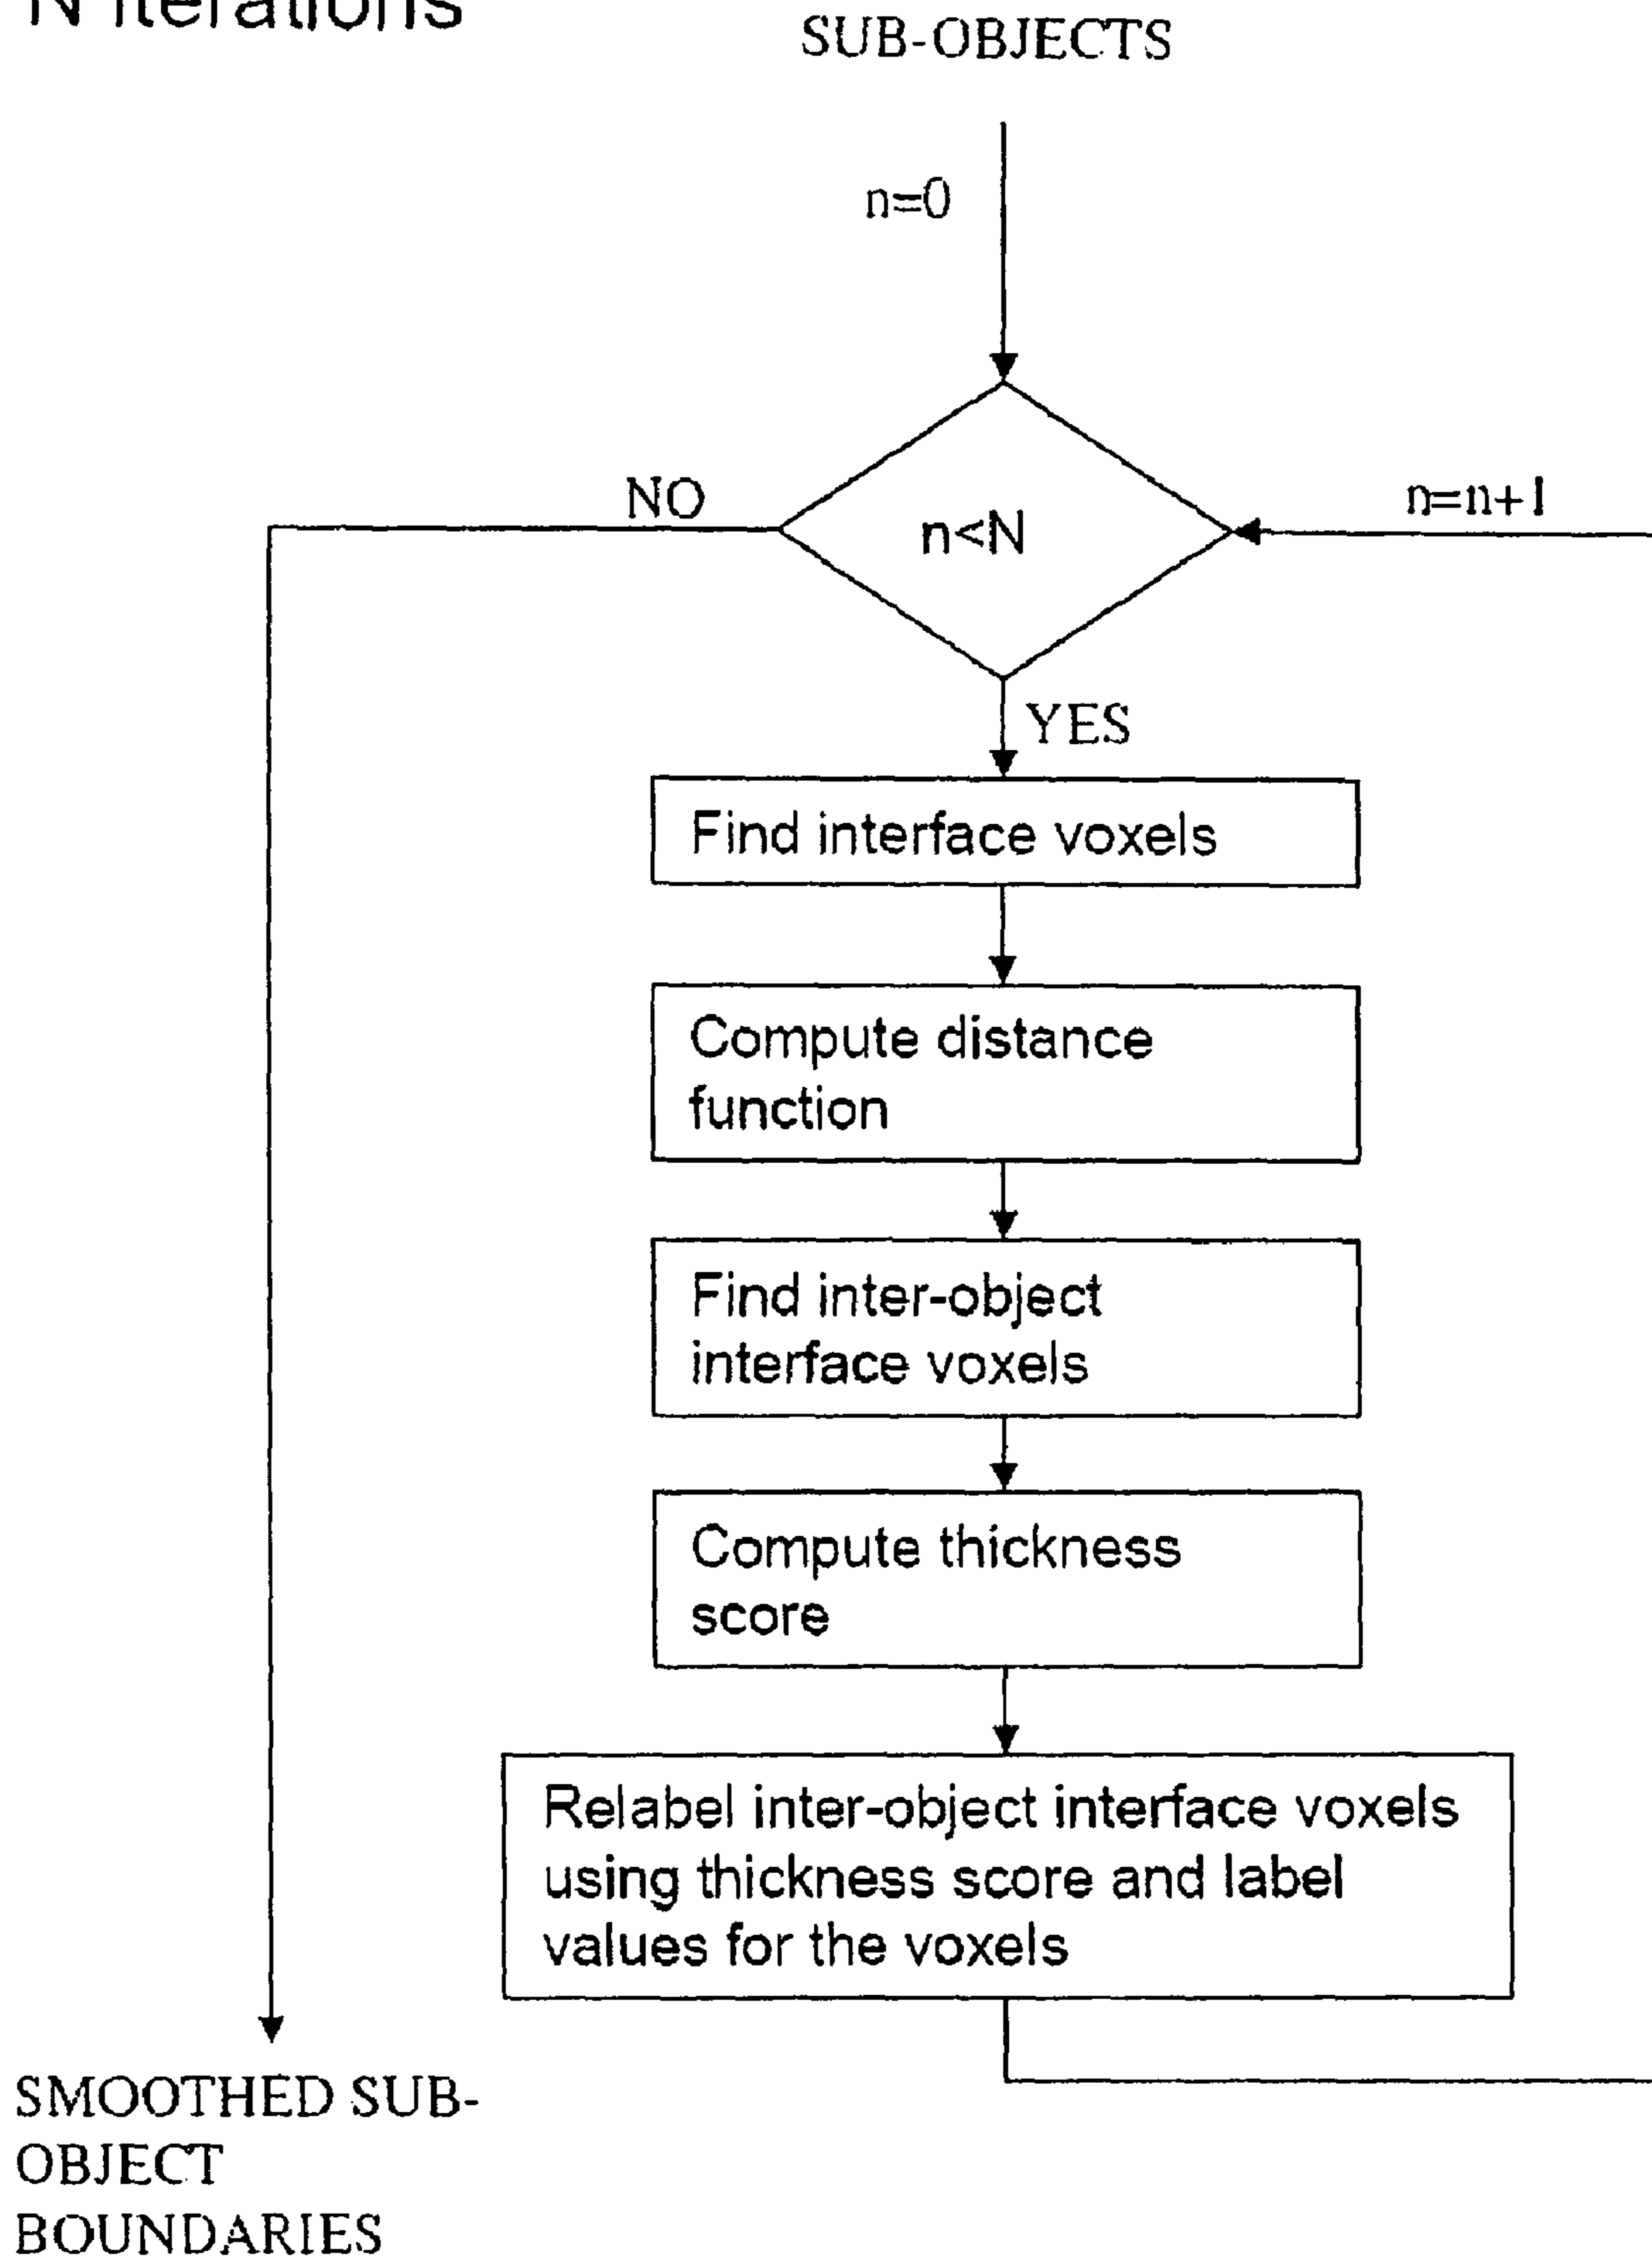 N iterations
SUB-OBJECTS
n=0
NO
n<N
n=n+1
YES
Find interface voxels
Compute distance
function
Find inter-object
interface voxels
Compute thickness
score
Relabel inter-object interface voxels
using thickness score and label
values for the voxels
SMOOTHED SUB-
OBJECT
BOUNDARIES